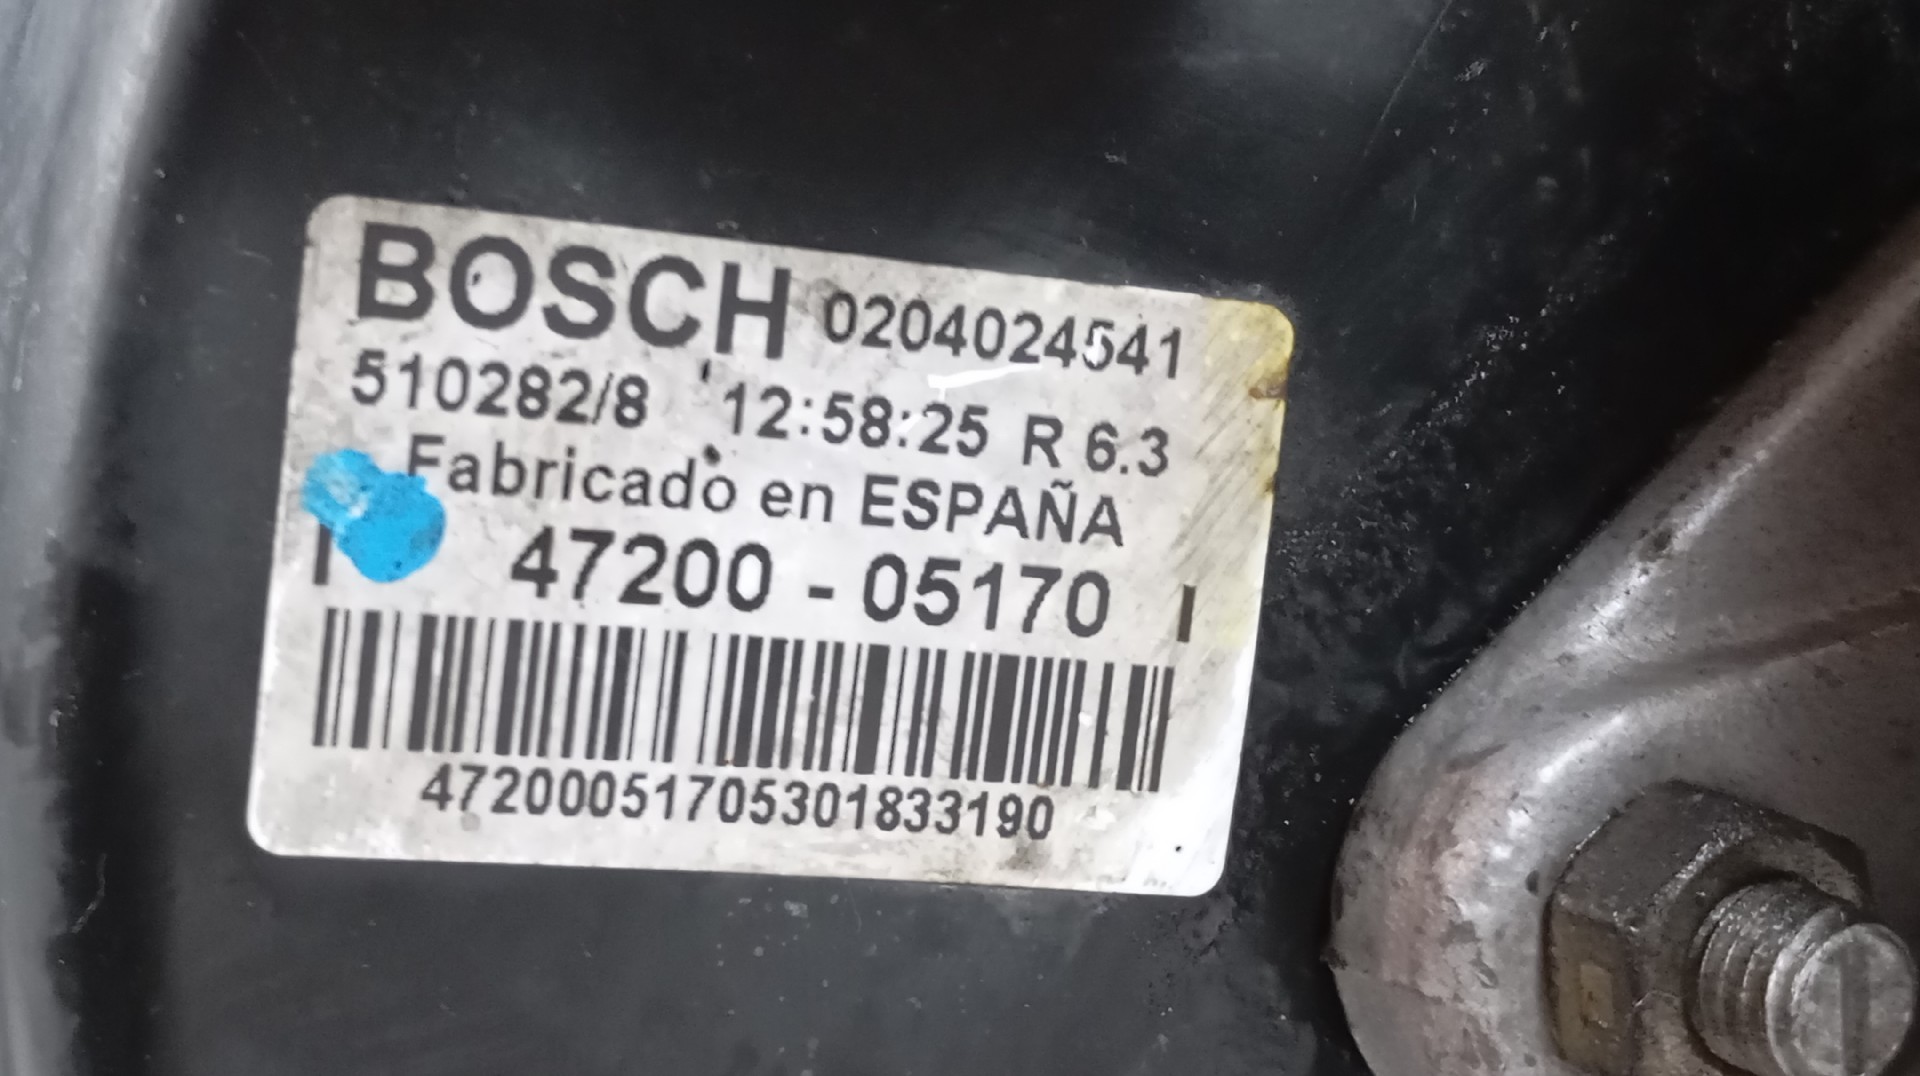 BOSCH 0204024541
510282/8 12:58:25 R 6.3
Fabricado en ESPAÑA
I 47200 - 05170 I
47200051705301833190